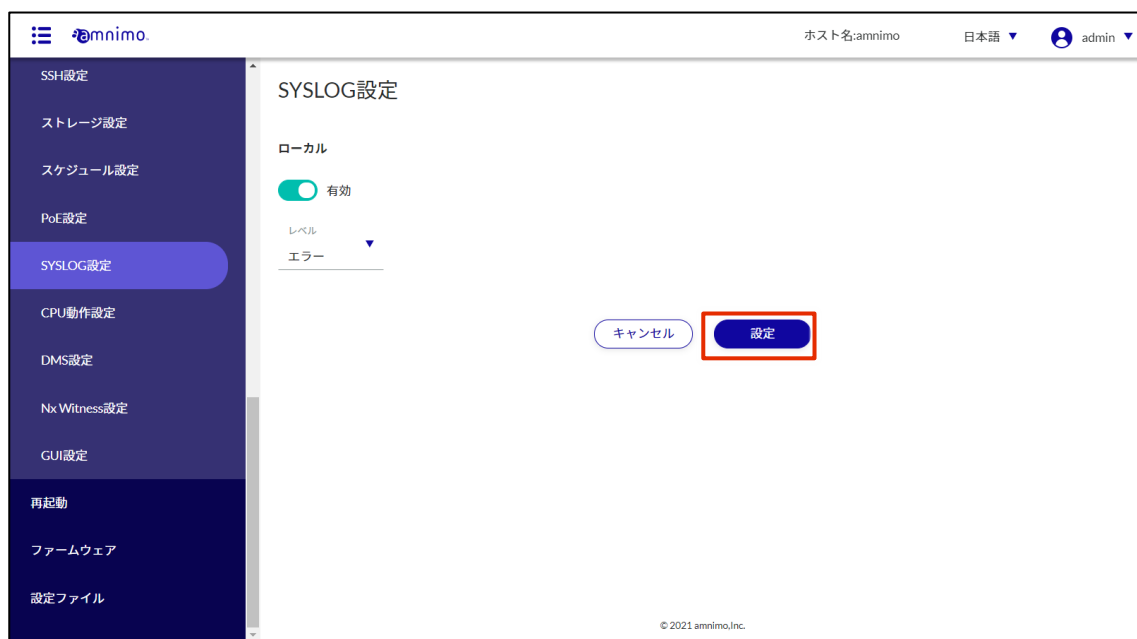 amnimo.
ホスト名:amnimo
日本語
admin
SSH設定
ストレージ設定
スケジュール設定
PoE設定
SYSLOG設定
CPU動作設定
DMS設定
Nx Witness設定
GUI設定
再起動
ファームウェア
設定ファイル
SYSLOG設定
ローカル
有効
レベル
エラー
キャンセル
設定
© 2021 amnimo,Inc.